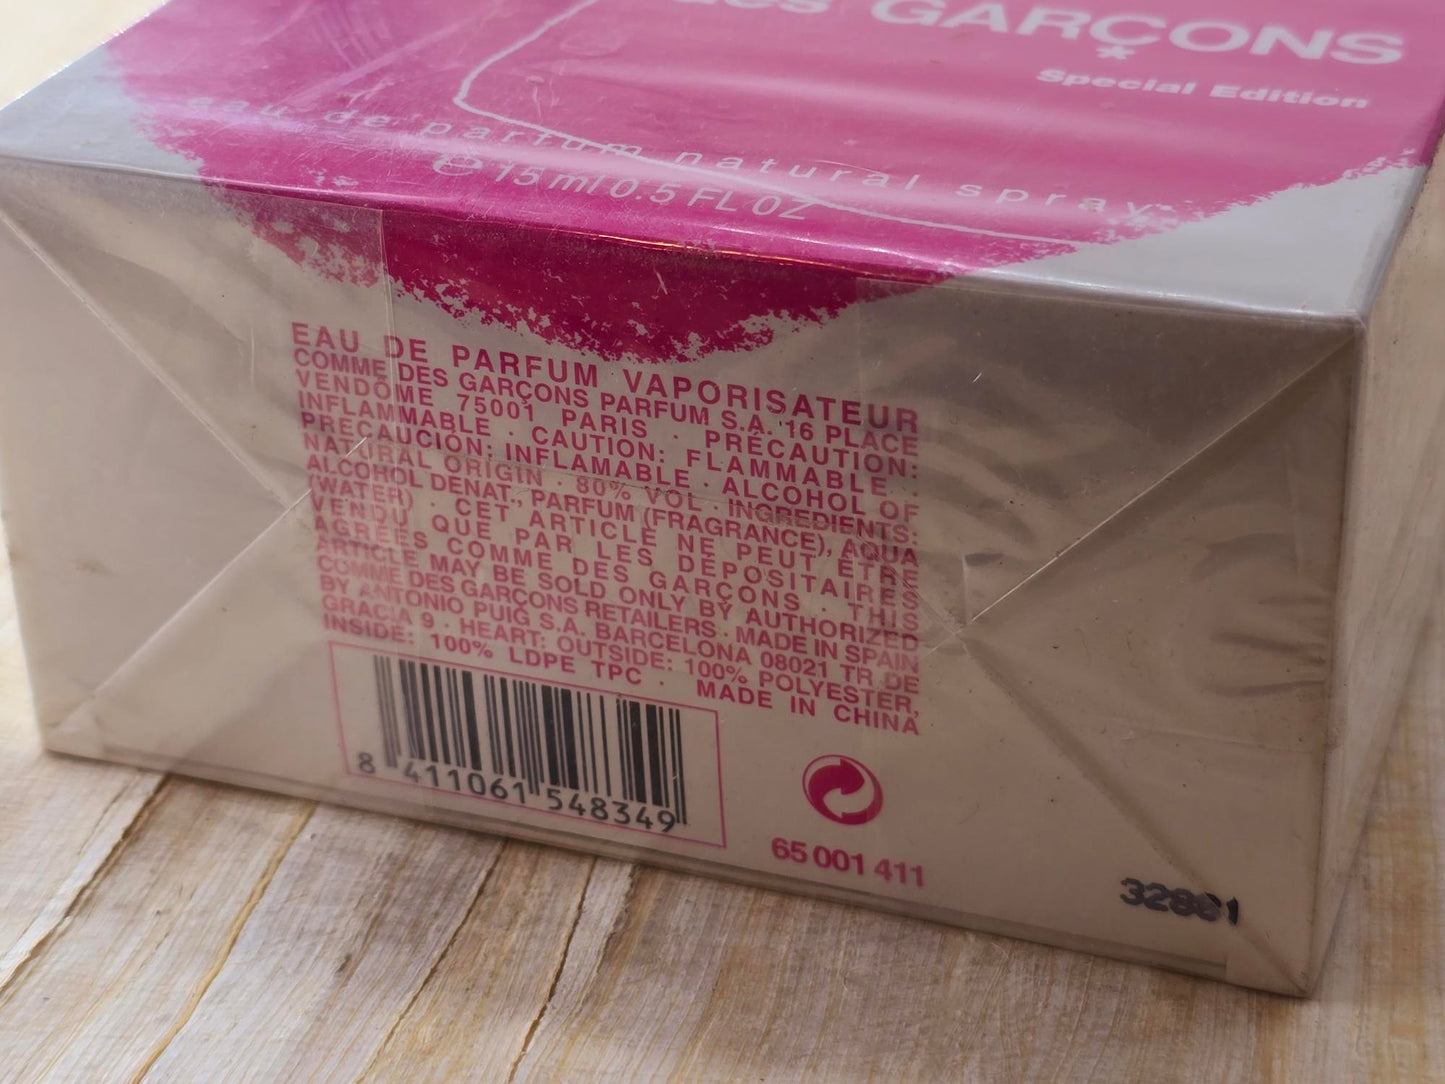 des GARÇONS
*
Special Edition
eau de parfum natural spray
℮ 15 ml 0.5 FL OZ
EAU DE PARFUM VAPORISATEUR
COMME DES GARÇONS PARFUM S.A. 16 PLACE
VENDÔME 75001 PARIS · PRÉCAUTION:
INFLAMMABLE · CAUTION: FLAMMABLE ·
PRECAUCIÓN: INFLAMABLE · ALCOHOL OF
NATURAL ORIGIN · 80% VOL · INGREDIENTS:
ALCOHOL DENAT., PARFUM (FRAGRANCE), AQUA
(WATER) · CET ARTICLE NE PEUT ÊTRE
VENDU QUE PAR LES DÉPOSITAIRES
AGRÉÉS COMME DES GARÇONS · THIS
ARTICLE MAY BE SOLD ONLY BY AUTHORIZED
COMME DES GARÇONS RETAILERS · MADE IN SPAIN
BY ANTONIO PUIG S.A. BARCELONA 08021 TR DE
GRACIA 9 · HEART: OUTSIDE: 100% POLYESTER,
INSIDE: 100% LDPE TPC · MADE IN CHINA
8 411061 548349
65 001 411